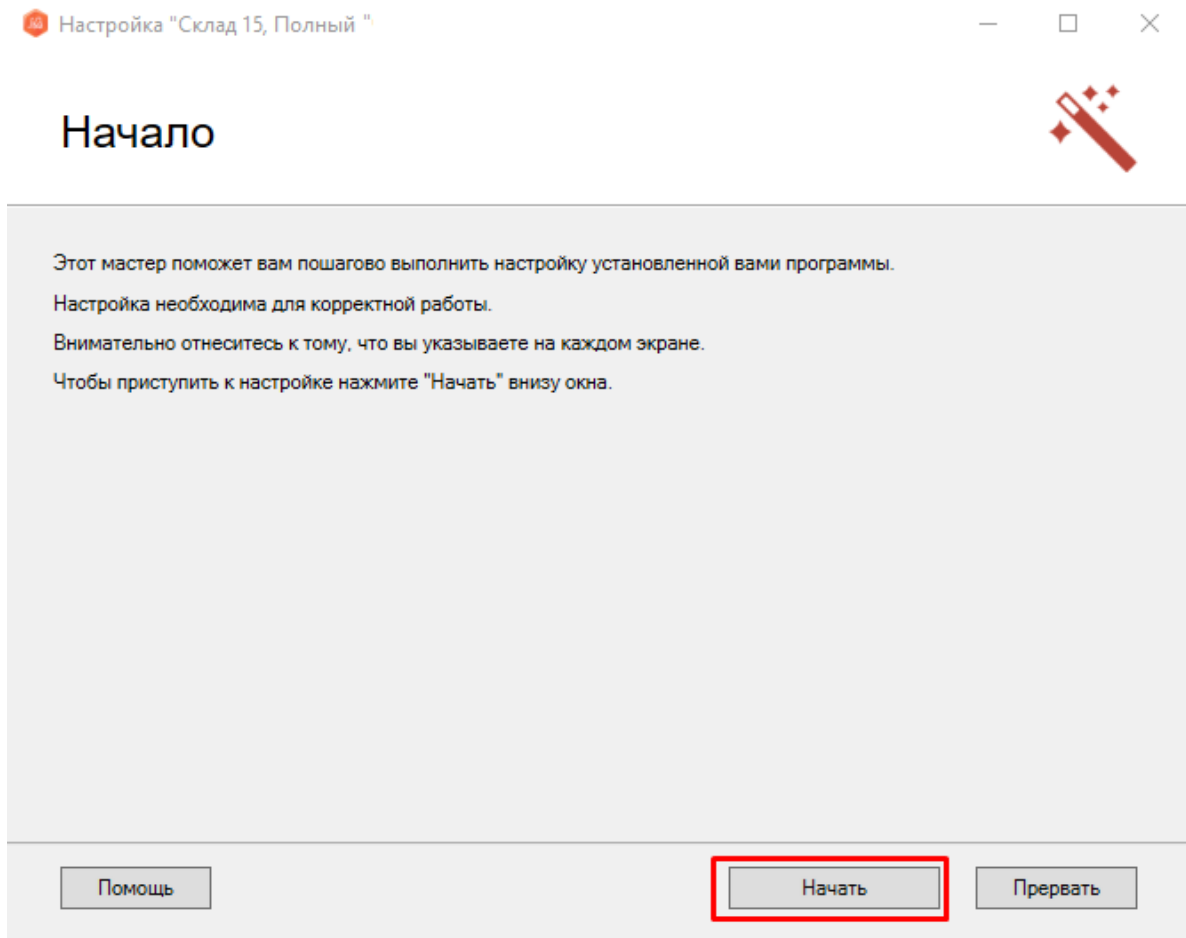 Настройка "Склад 15, Полный "
Начало
Этот мастер поможет вам пошагово выполнить настройку установленной вами программы.
Настройка необходима для корректной работы.
Внимательно отнеситесь к тому, что вы указываете на каждом экране.
Чтобы приступить к настройке нажмите "Начать" внизу окна.
Помощь
Начать
Прервать